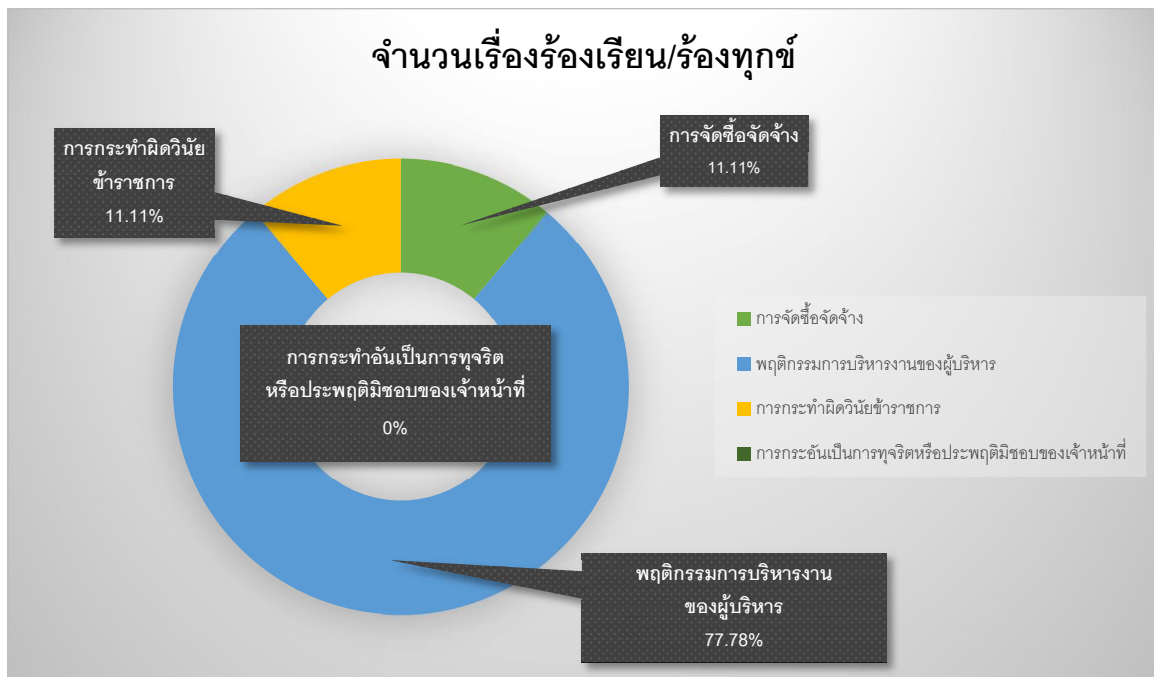 จำนวนเรื่องร้องเรียน/ร้องทุกข์
การกระทำผิดวินัย
ข้าราชการ
11.11%
การจัดซื้อจัดจ้าง
11.11%
การกระทำอันเป็นการทุจริต
หรือประพฤติมิชอบของเจ้าหน้าที่
0%
การจัดซื้อจัดจ้าง
พฤติกรรมการบริหารงานของผู้บริหาร
การกระทำผิดวินัยข้าราชการ
การกระอันเป็นการทุจริตหรือประพฤติมิชอบของเจ้าหน้าที่
พฤติกรรมการบริหารงาน
ของผู้บริหาร
77.78%